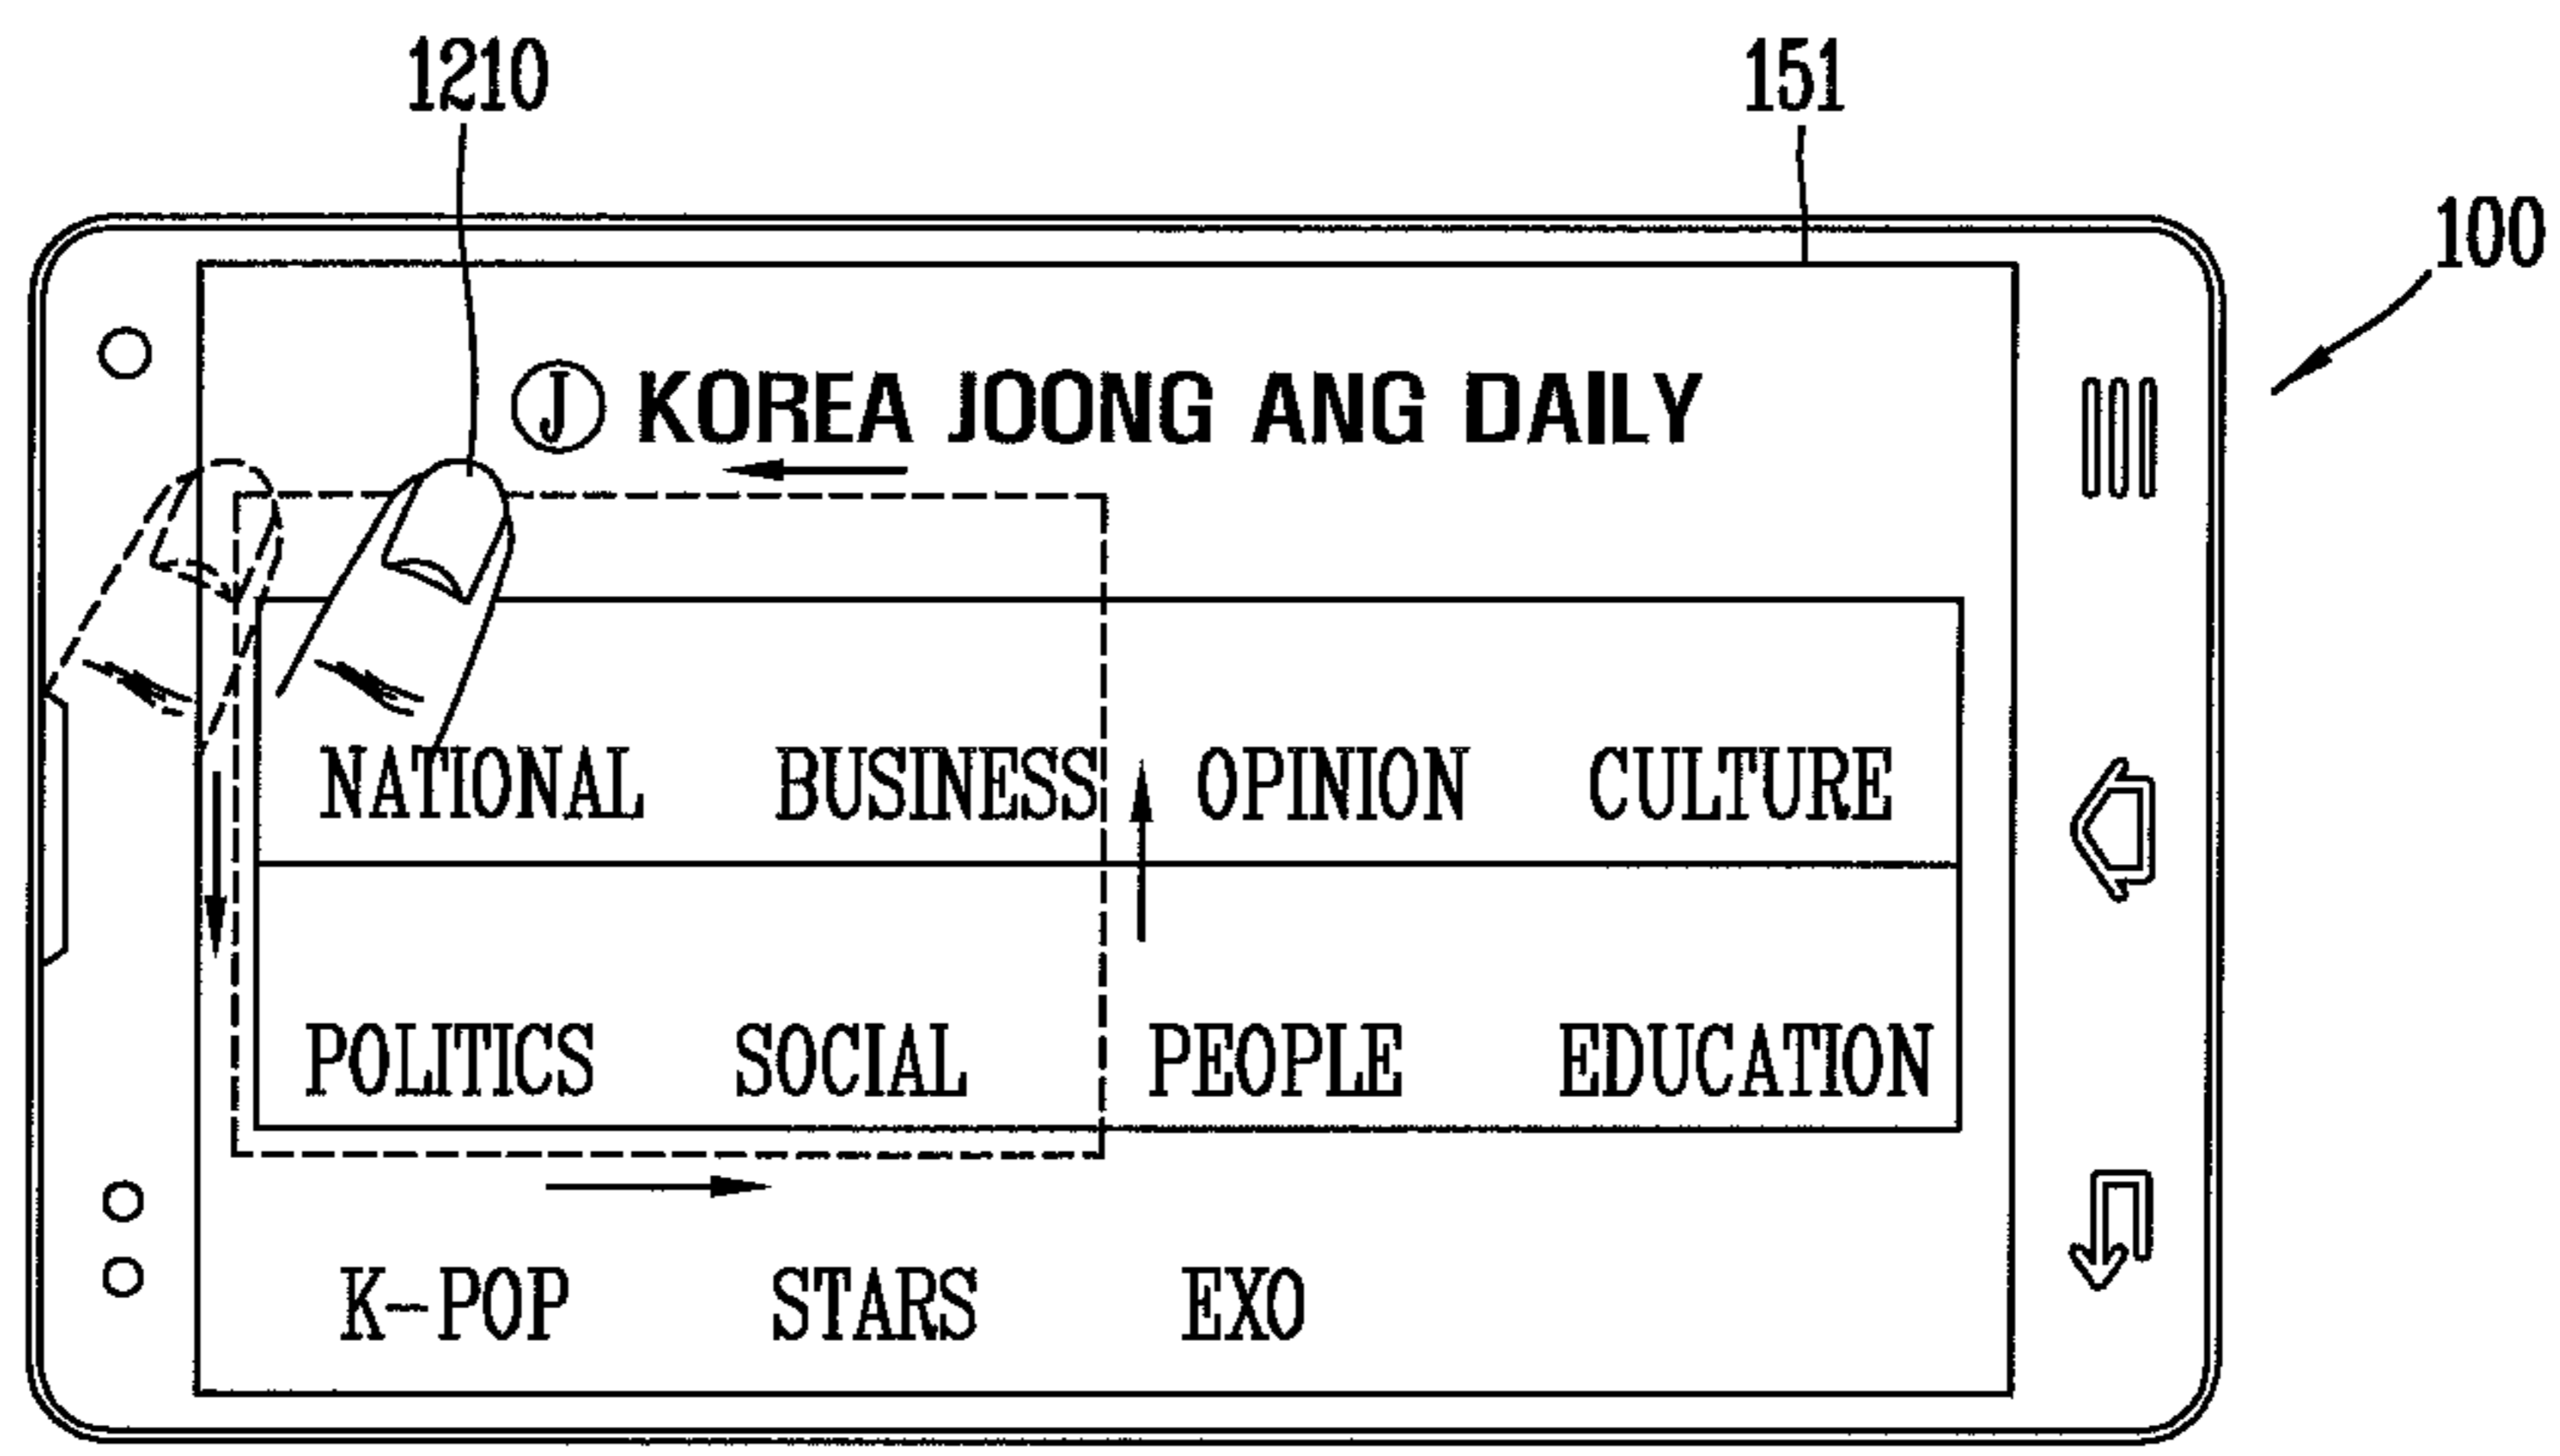 1210 151
100
J KOREA JOONG ANG DAILY
NATIONAL BUSINESS OPINION CULTURE
POLITICS SOCIAL PEOPLE EDUCATION
K-POP STARS EXO